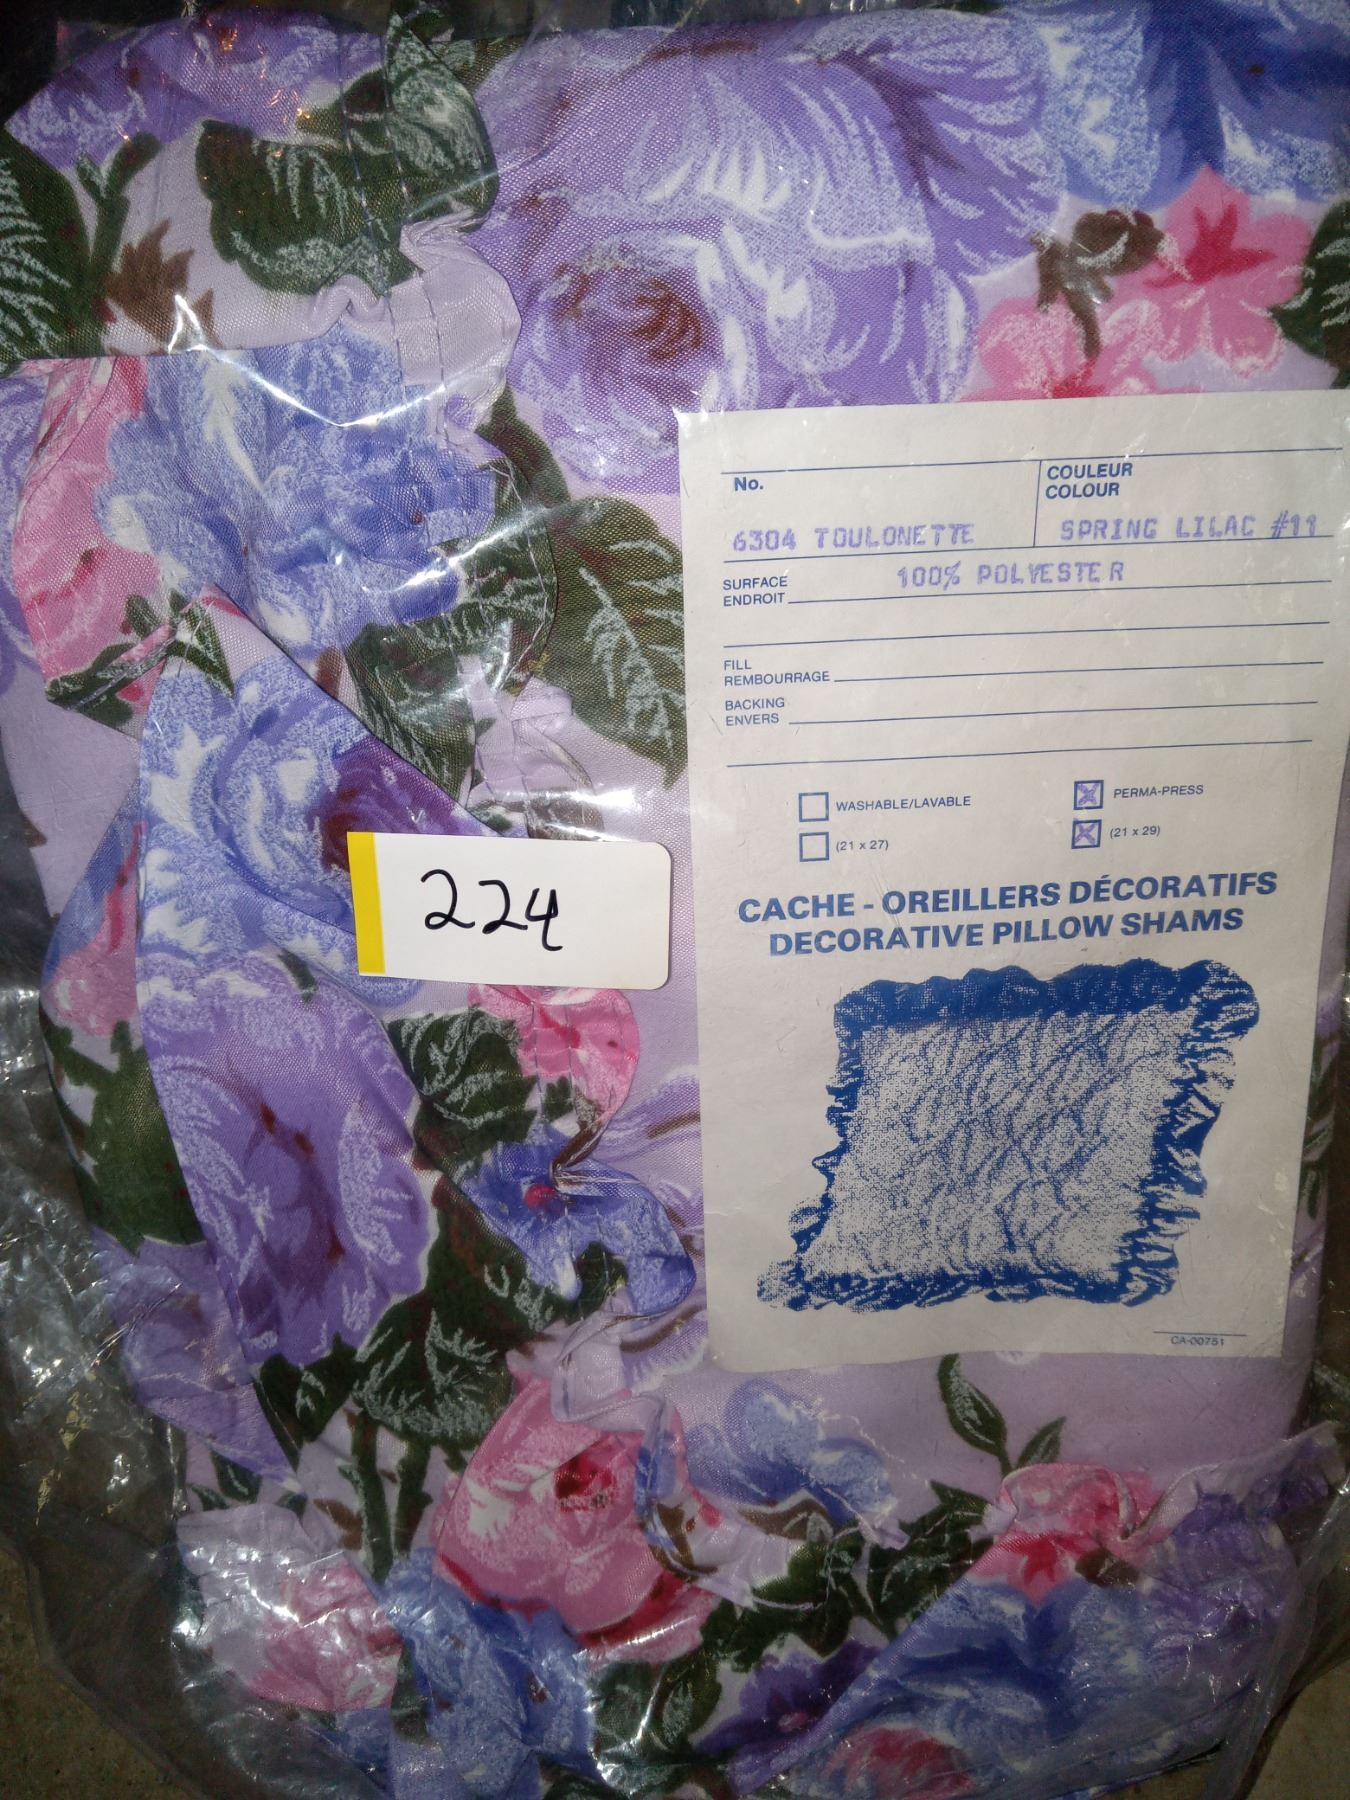 No.
COULEUR
COLOUR
6304 TOULONETTE
SPRING LILAC #11
SURFACE
ENDROIT
100% POLYESTER
FILL
REMBOURRAGE
BACKING
ENVERS
WASHABLE/LAVABLE
PERMA-PRESS
(21 x 27)
(21 x 29)
CACHE - OREILLERS DÉCORATIFS
DECORATIVE PILLOW SHAMS
CA-00751
224